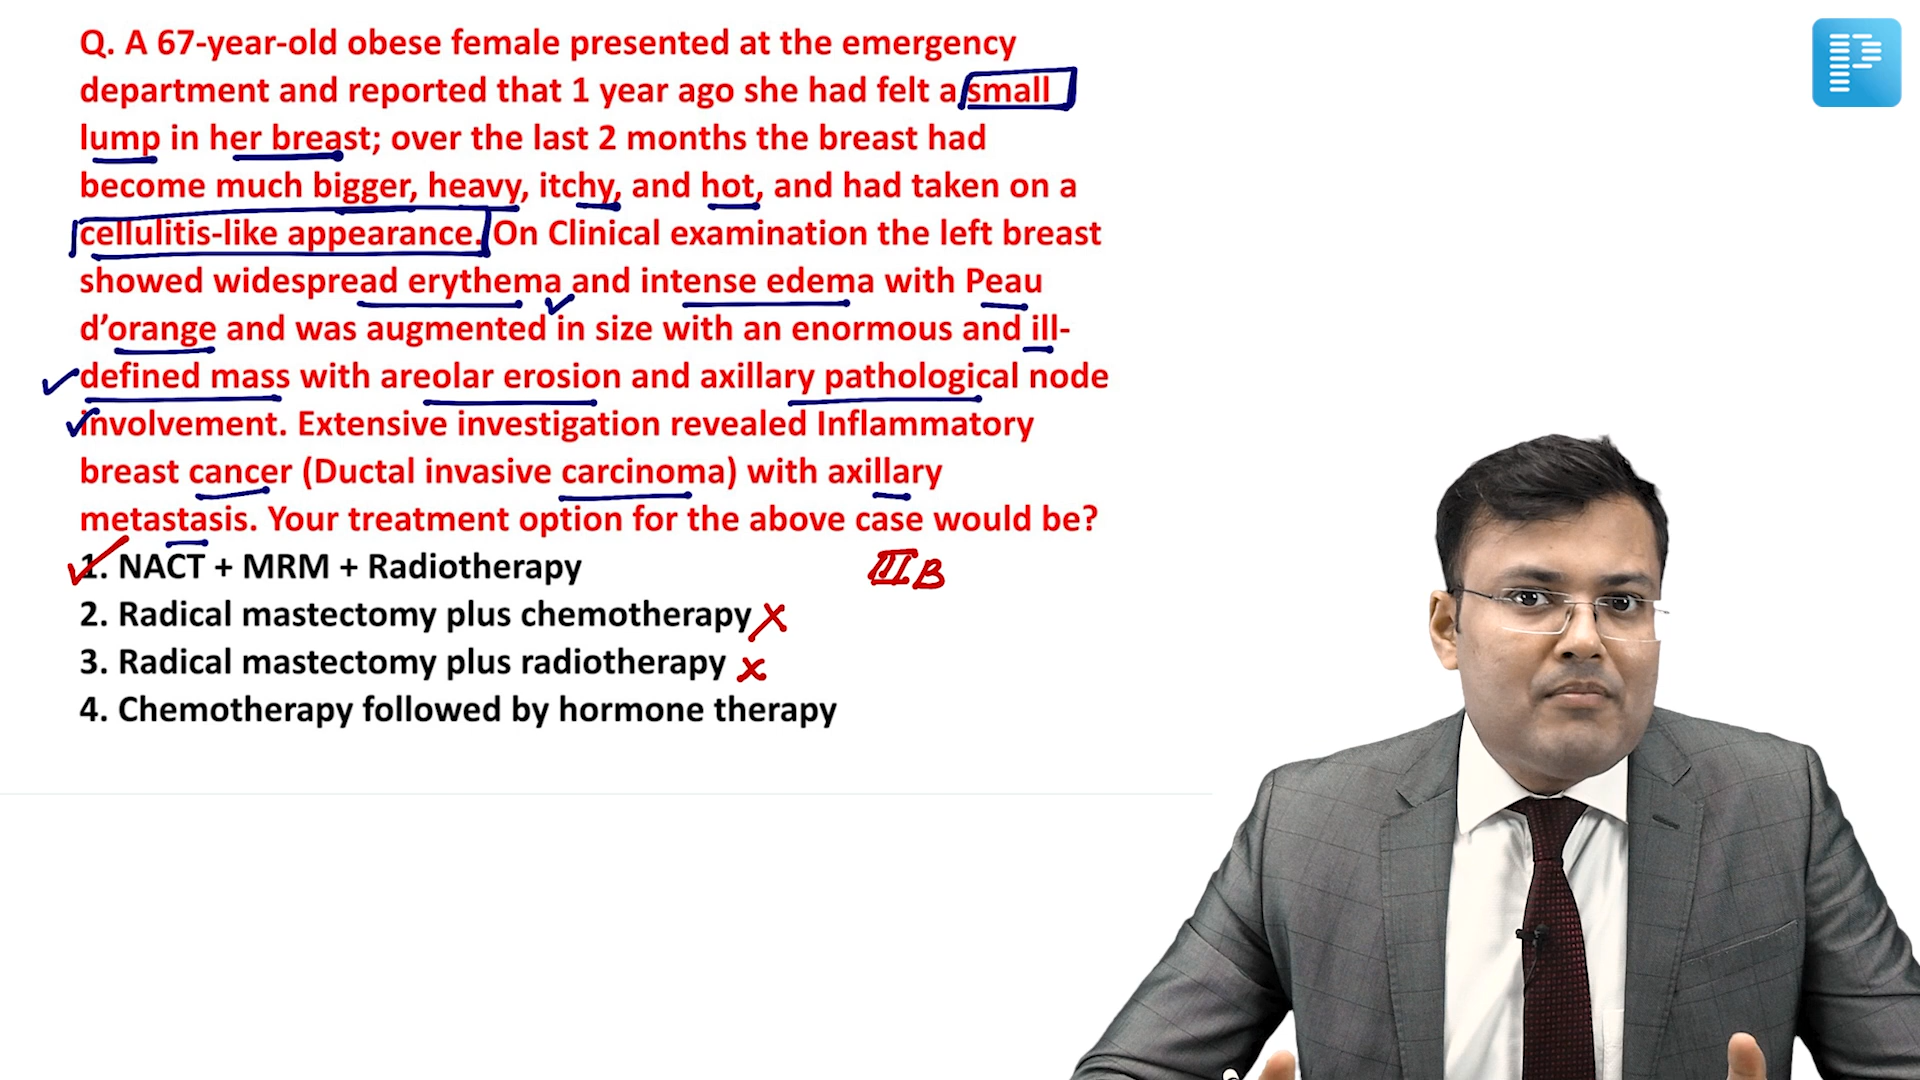 Q. A 67-year-old obese female presented at the emergency
department and reported that 1 year ago she had felt a small
lump in her breast; over the last 2 months the breast had
become much bigger, heavy, itchy, and hot, and had taken on a
cellulitis-like appearance. On Clinical examination the left breast
showed widespread erythema and intense edema with Peau
d’orange and was augmented in size with an enormous and ill-
defined mass with areolar erosion and axillary pathological node
involvement. Extensive investigation revealed Inflammatory
breast cancer (Ductal invasive carcinoma) with axillary
metastasis. Your treatment option for the above case would be?
1. NACT + MRM + Radiotherapy
III B
2. Radical mastectomy plus chemotherapy
3. Radical mastectomy plus radiotherapy
4. Chemotherapy followed by hormone therapy